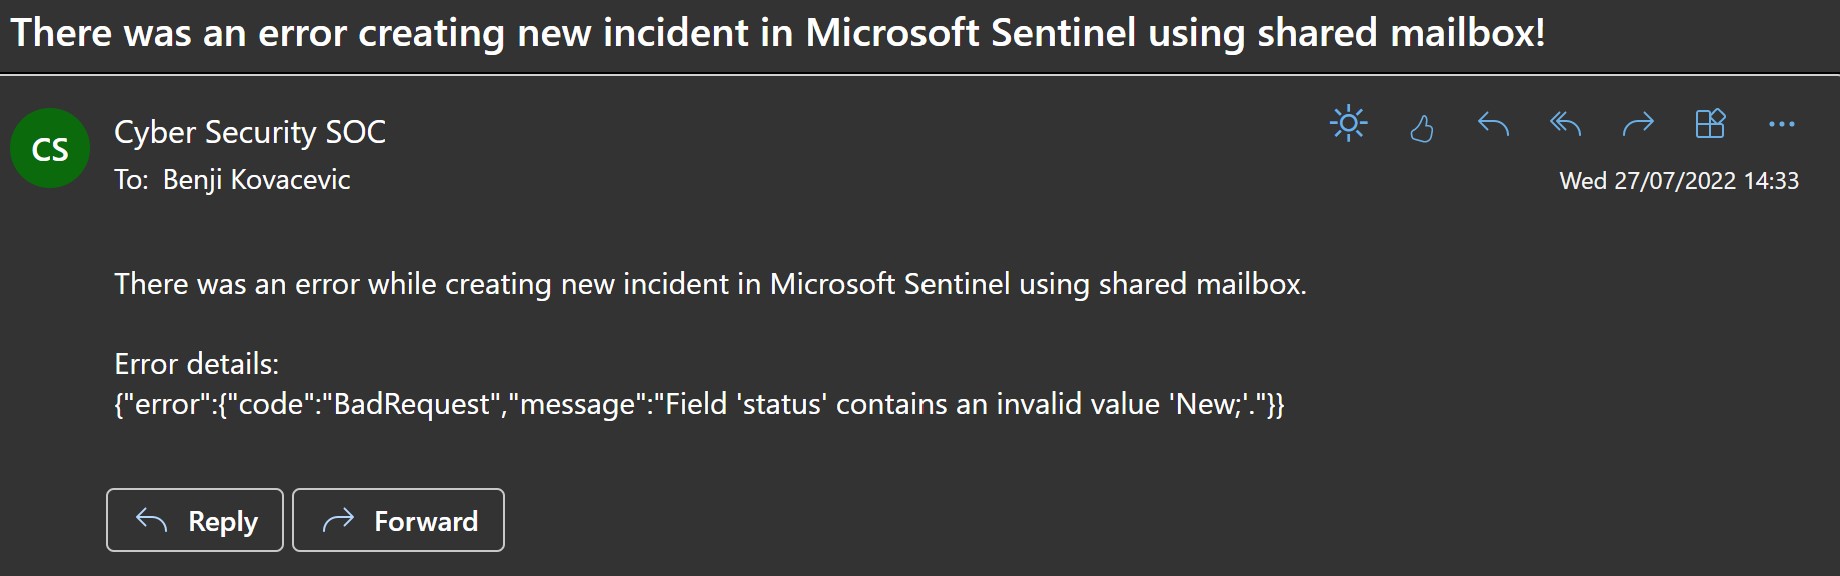 There was an error creating new incident in Microsoft Sentinel using shared mailbox!
CS
Cyber Security SOC
To: Benji Kovacevic
Wed 27/07/2022 14:33
There was an error while creating new incident in Microsoft Sentinel using shared mailbox.
Error details:
{"error":{"code":"BadRequest","message":"Field 'status' contains an invalid value 'New;'."}}
Reply
Forward